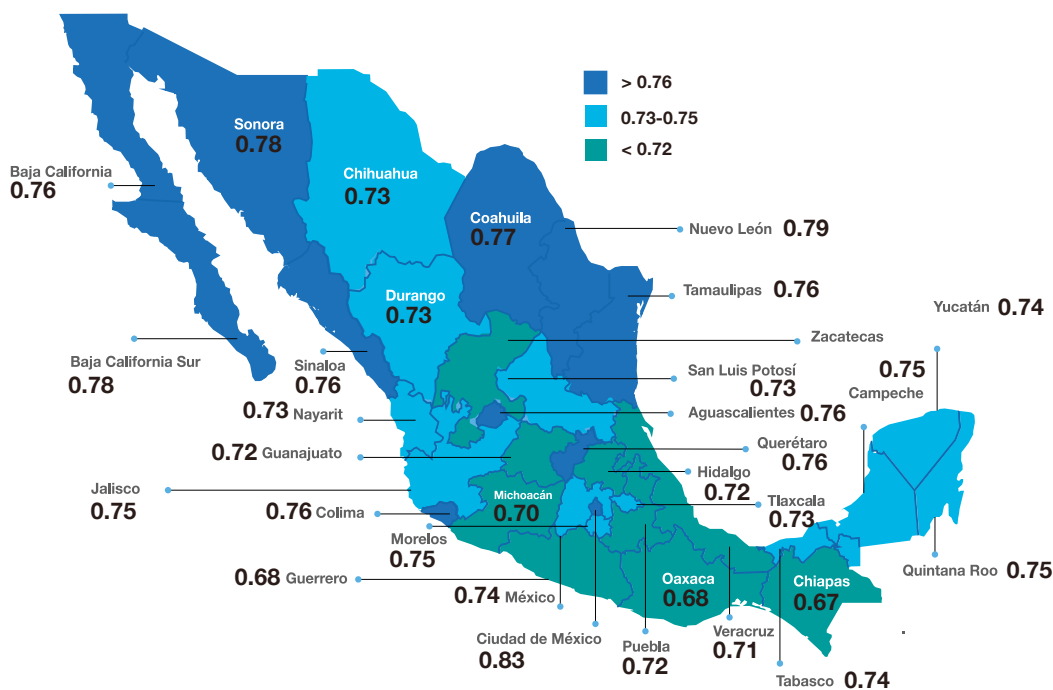 > 0.76
0.73-0.75
< 0.72
Sonora
0.78
Baja California
0.76
Chihuahua
0.73
Coahuila
0.77
Nuevo León 0.79
Durango
0.73
Tamaulipas 0.76
Yucatán 0.74
Zacatecas
Baja California Sur
0.78
Sinaloa
0.76
San Luis Potosí
0.73
0.75
Campeche
0.73 Nayarit
Aguascalientes 0.76
0.72 Guanajuato
Querétaro
0.76
Hidalgo
0.72
Jalisco
0.75
0.76 Colima
Michoacán
0.70
Tlaxcala
0.73
Morelos
0.75
0.68 Guerrero
0.74 México
Oaxaca
0.68
Chiapas
0.67
Quintana Roo 0.75
Ciudad de México
0.83
Puebla
0.72
Veracruz
0.71
Tabasco 0.74